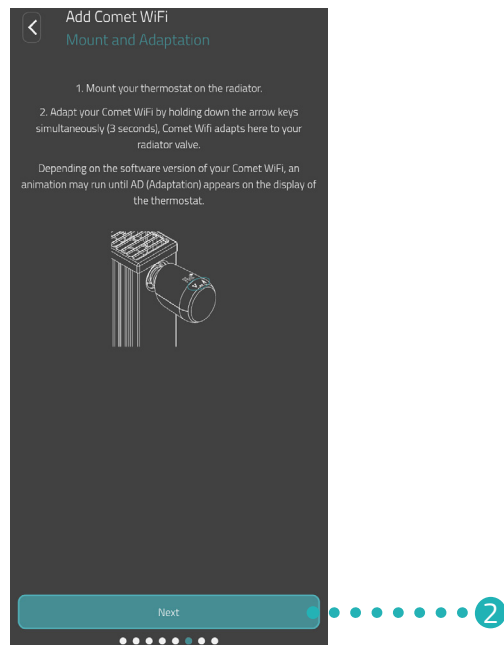 Add Comet WiFi
Mount and Adaptation
1. Mount your thermostat on the radiator.
2. Adapt your Comet WiFi by holding down the arrow keys
simultaneously (3 seconds), Comet Wifi adapts here to your
radiator valve.
Depending on the software version of your Comet WiFi, an
animation may run until AD (Adaptation) appears on the display of
the thermostat.
Next
2